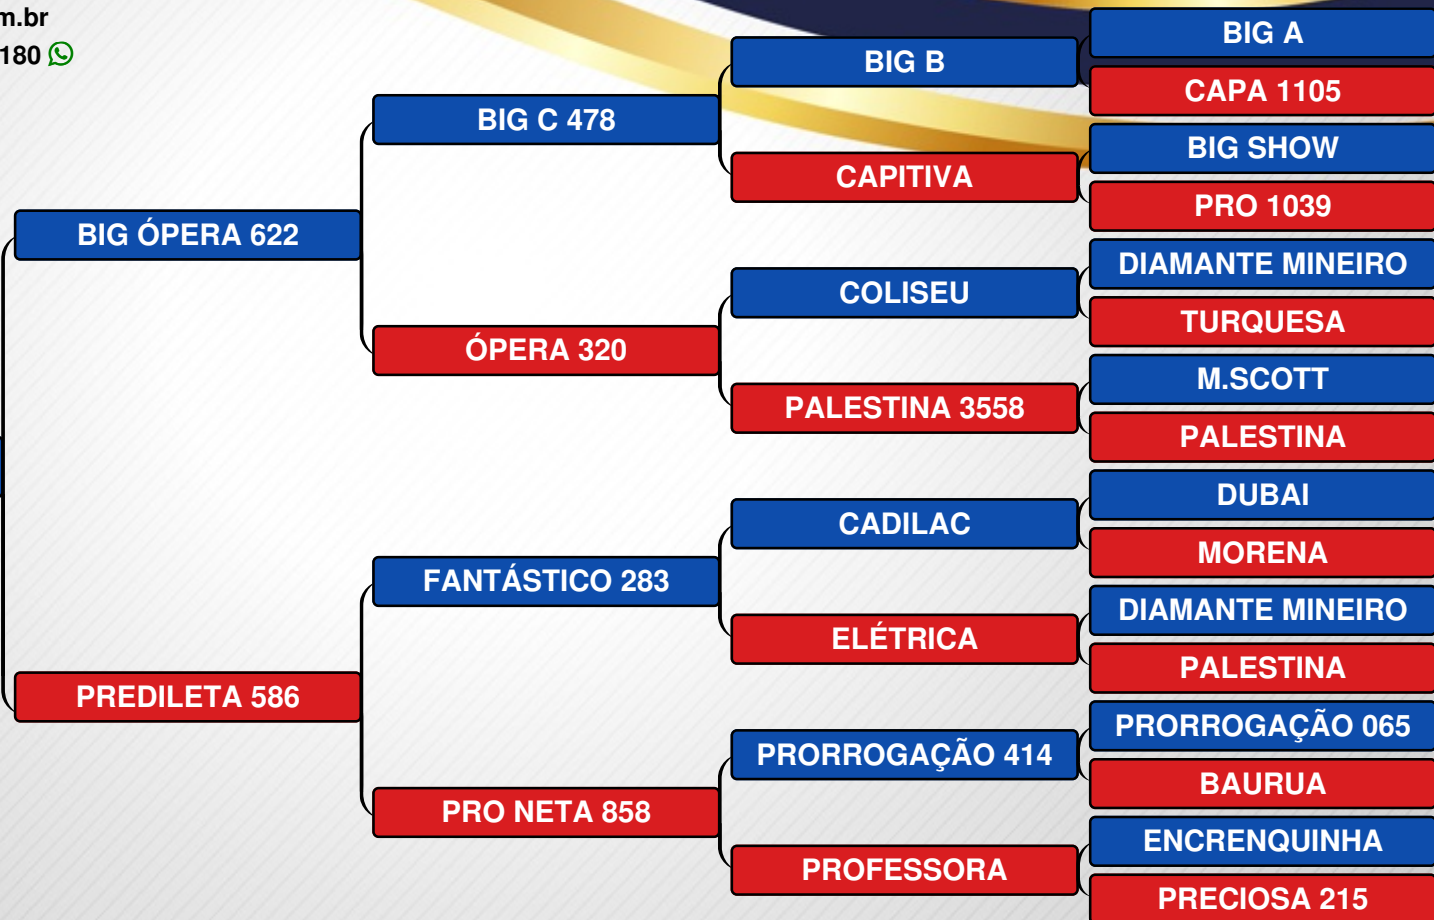 m.br
180
BIG ÓPERA 622
PREDILETA 586
BIG C 478
ÓPERA 320
FANTÁSTICO 283
PRO NETA 858
BIG B
CAPITIVA
COLISEU
PALESTINA 3558
CADILAC
ELÉTRICA
PRORROGAÇÃO 414
PROFESSORA
BIG A
CAPA 1105
BIG SHOW
PRO 1039
DIAMANTE MINEIRO
TURQUESA
M.SCOTT
PALESTINA
DUBAI
MORENA
DIAMANTE MINEIRO
PALESTINA
PRORROGAÇÃO 065
BAURUA
ENCRENQUINHA
PRECIOSA 215